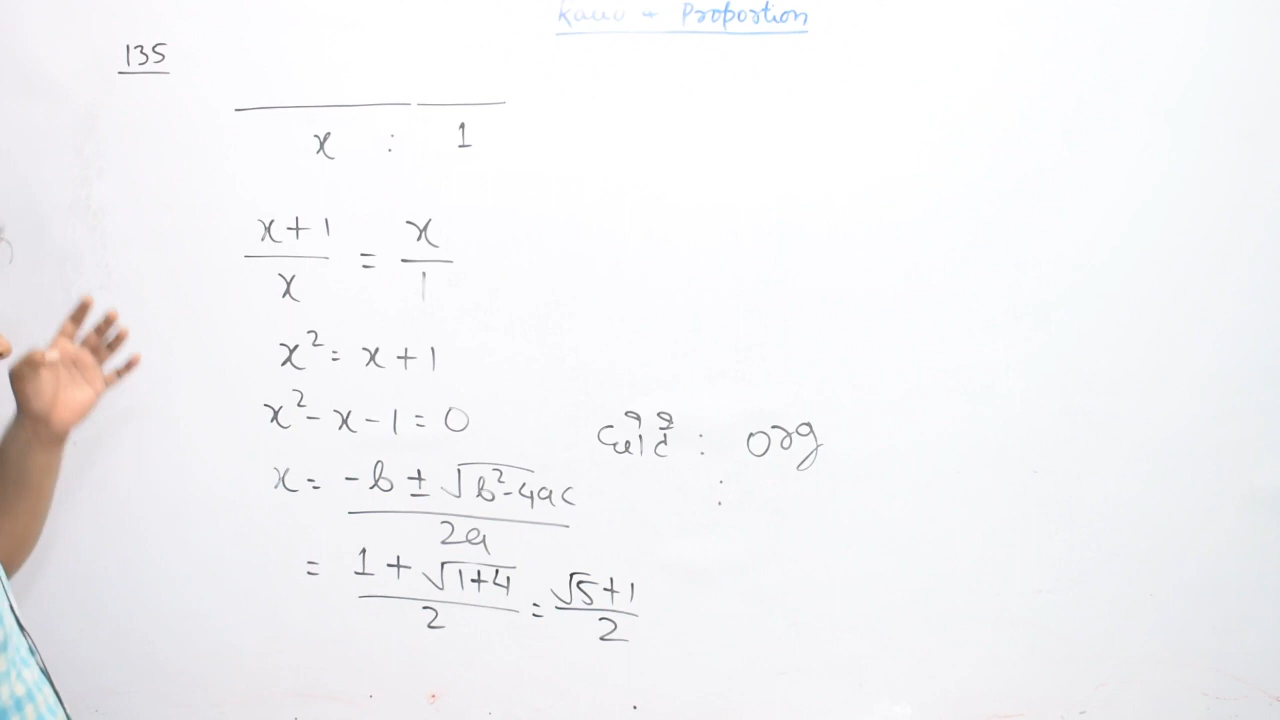 Proportion
135
x : 1
x+1/x = x/1
x² = x + 1
x² - x - 1 = 0
: org
x = -b ± √b²-4ac / 2a
:
= 1 + √1+4 / 2 = √5+1 / 2